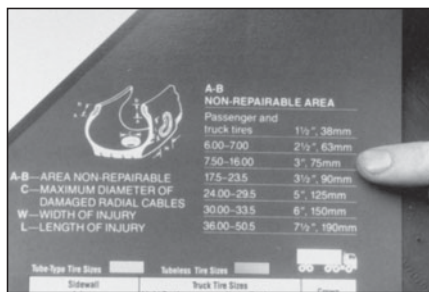 A-B
NON-REPAIRABLE AREA
Passenger and
truck tires 1½", 38mm
6.00-7.00 2½", 63mm
7.50-16.00 3", 75mm
17.5-23.5 3½", 90mm
24.00-29.5 5", 125mm
30.00-33.5 6", 150mm
36.00-50.5 7½", 190mm
A-B—AREA NON-REPAIRABLE
C—MAXIMUM DIAMETER OF
DAMAGED RADIAL CABLES
W—WIDTH OF INJURY
L—LENGTH OF INJURY
Tube-Type Tire Sizes
Tubeless Tire Sizes
Sidewall
Truck Tire Sizes